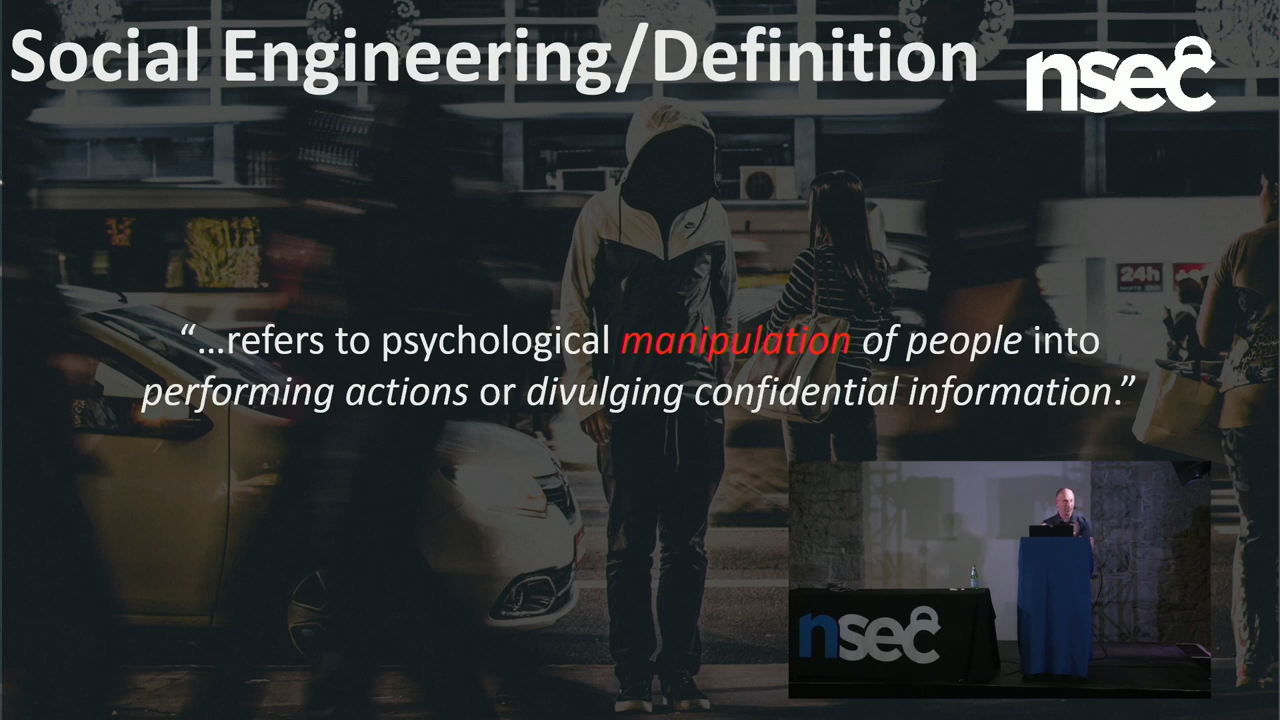 Social Engineering/Definition
nsec
“…refers to psychological manipulation of people into
performing actions or divulging confidential information.”
24h
nsec